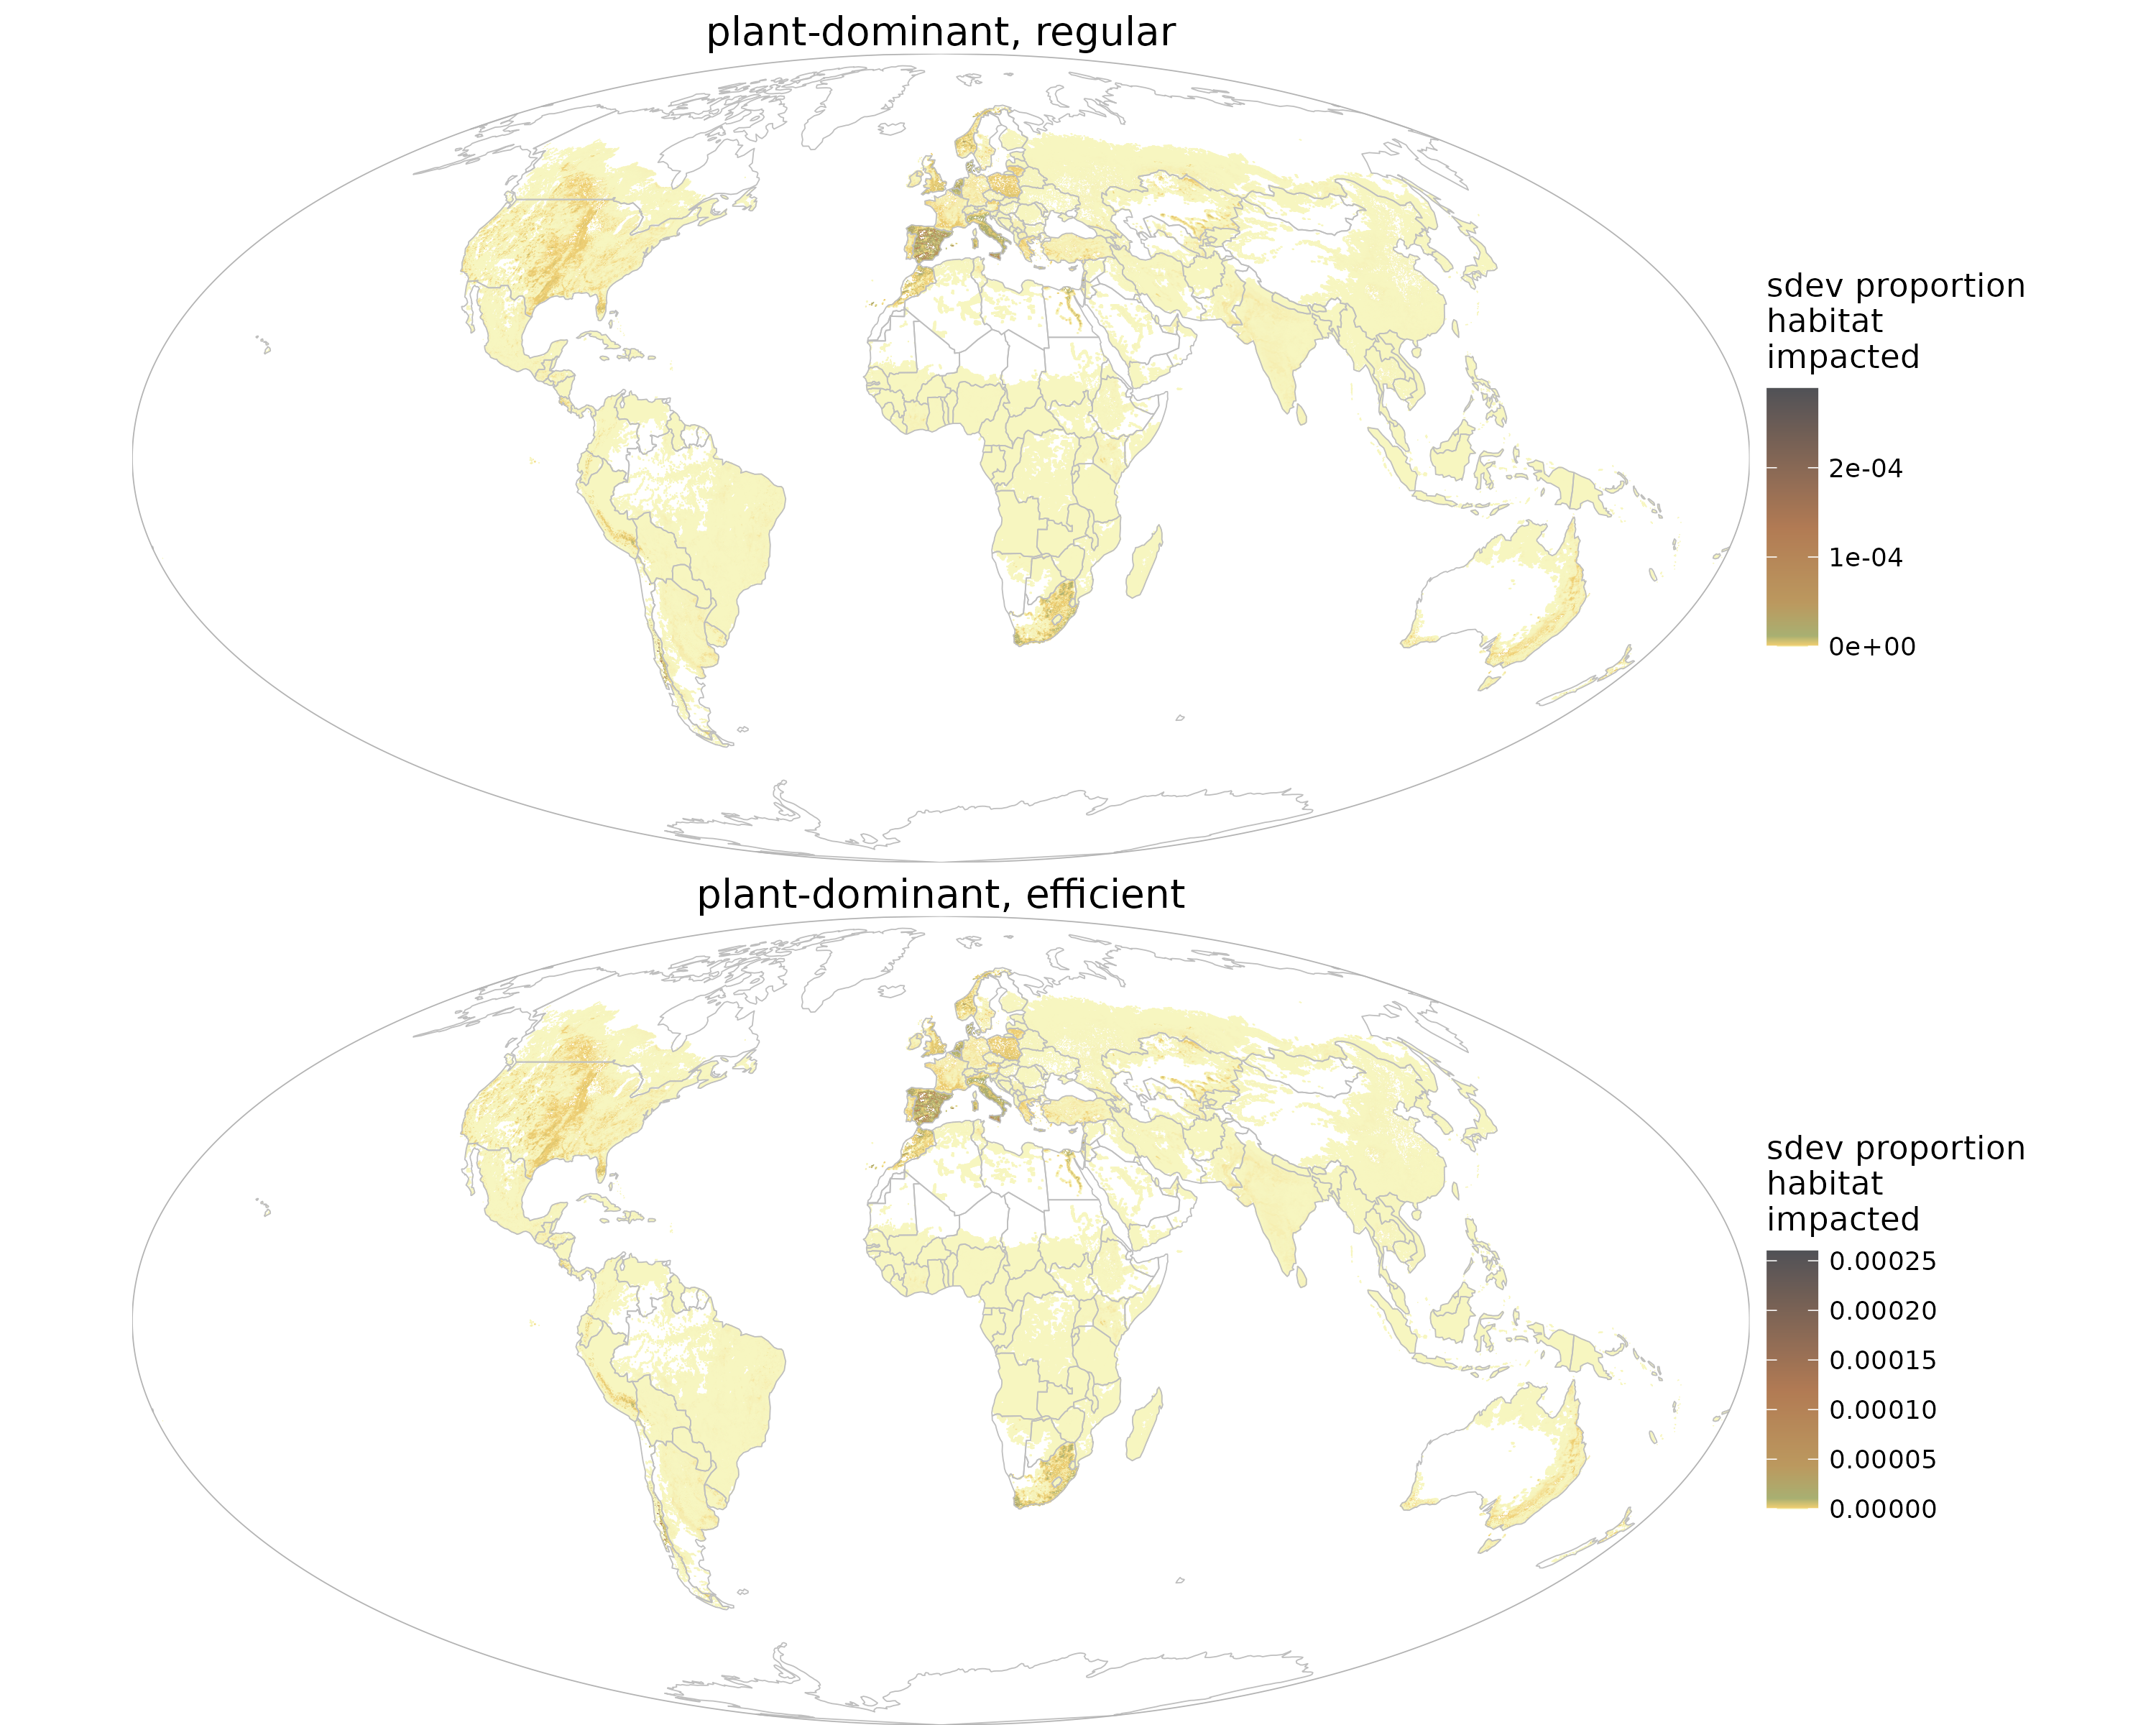 plant-dominant, regular
sdev proportion
habitat
impacted
2e-04
1e-04
0e+00
plant-dominant, efficient
sdev proportion
habitat
impacted
0.00025
0.00020
0.00015
0.00010
0.00005
0.00000